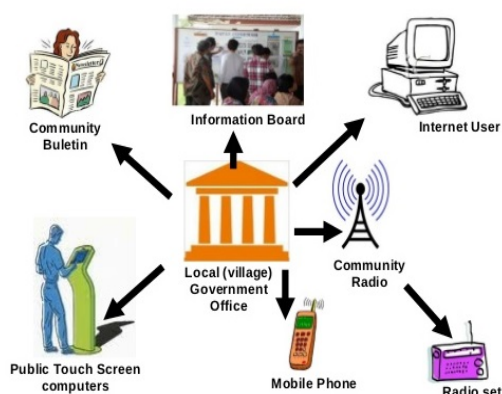 Information Board
Community
Buletin
Internet User
Local (village)
Government
Office
Community
Radio
Public Touch Screen
computers
Mobile Phone
Radio set